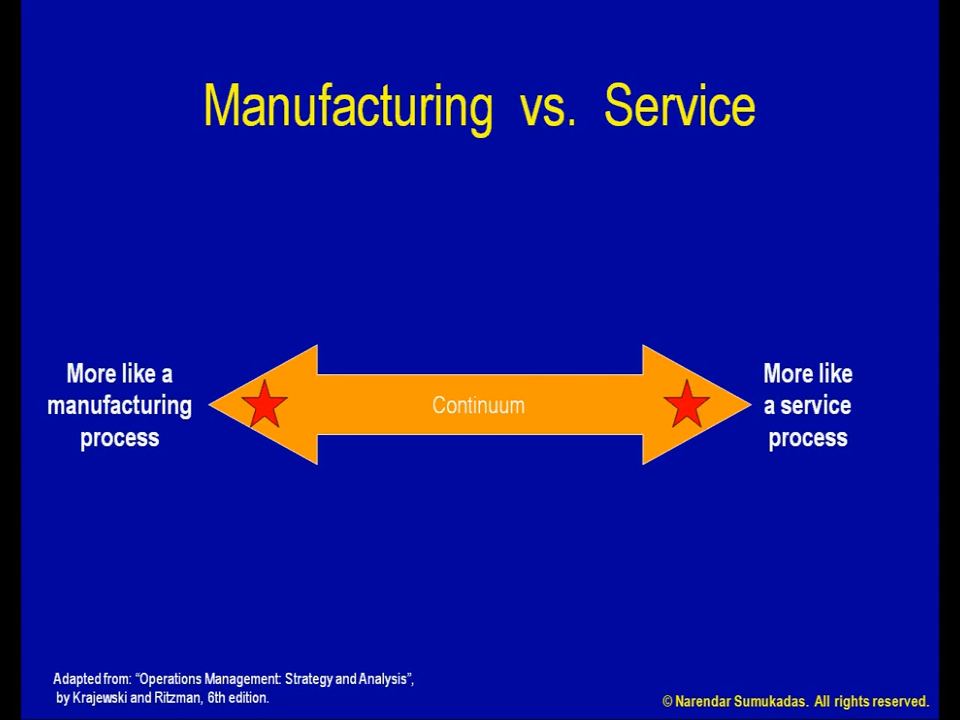 Manufacturing vs. Service
More like a
manufacturing
process
Continuum
More like
a service
process
Adapted from: “Operations Management: Strategy and Analysis”,
by Krajewski and Ritzman, 6th edition.
© Narendar Sumukadas. All rights reserved.